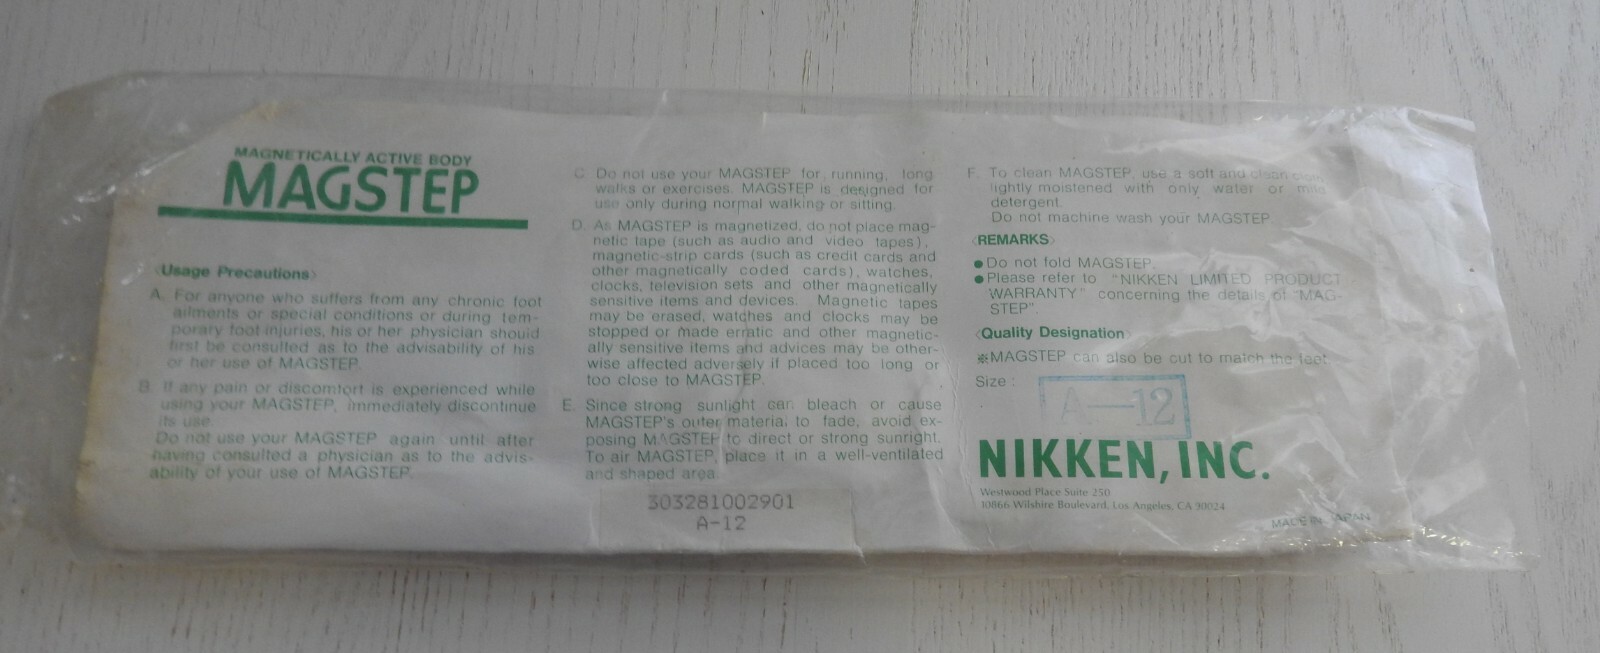 MAGNETICALLY ACTIVE BODY
MAGSTEP
〈Usage Precautions〉
A. For anyone who suffers from any chronic foot
ailments or special conditions or during tem-
porary foot injuries, his or her physician should
first be consulted as to the advisability of his
or her use of MAGSTEP.
B. If any pain or discomfort is experienced while
using your MAGSTEP, immediately discontinue
its use.
Do not use your MAGSTEP again until after
having consulted a physician as to the advis-
ability of your use of MAGSTEP.
C. Do not use your MAGSTEP for running, long
walks or exercises. MAGSTEP is designed for
use only during normal walking or sitting.
D. As MAGSTEP is magnetized, do not place mag-
netic tape (such as audio and video tapes),
magnetic-strip cards (such as credit cards and
other magnetically coded cards), watches,
clocks, television sets and other magnetically
sensitive items and devices. Magnetic tapes
may be erased, watches and clocks may be
stopped or made erratic and other magnetic-
ally sensitive items and advices may be other-
wise affected adversely if placed too long or
too close to MAGSTEP.
E. Since strong sunlight can bleach or cause
MAGSTEP's outer material to fade, avoid ex-
posing MAGSTEP to direct or strong sunright.
To air MAGSTEP, place it in a well-ventilated
and shaped area.
303281002901
A-12
F. To clean MAGSTEP, use a soft and clean cloth
lightly moistened with only water or mild
detergent.
Do not machine wash your MAGSTEP.
〈REMARKS〉
●Do not fold MAGSTEP.
●Please refer to "NIKKEN LIMITED PRODUCT
WARRANTY" concerning the details of "MAG-
STEP".
〈Quality Designation〉
※MAGSTEP can also be cut to match the feet.
Size :
A—12
NIKKEN, INC.
Westwood Place Suite 250
10866 Wilshire Boulevard, Los Angeles, CA 90024
MADE IN JAPAN